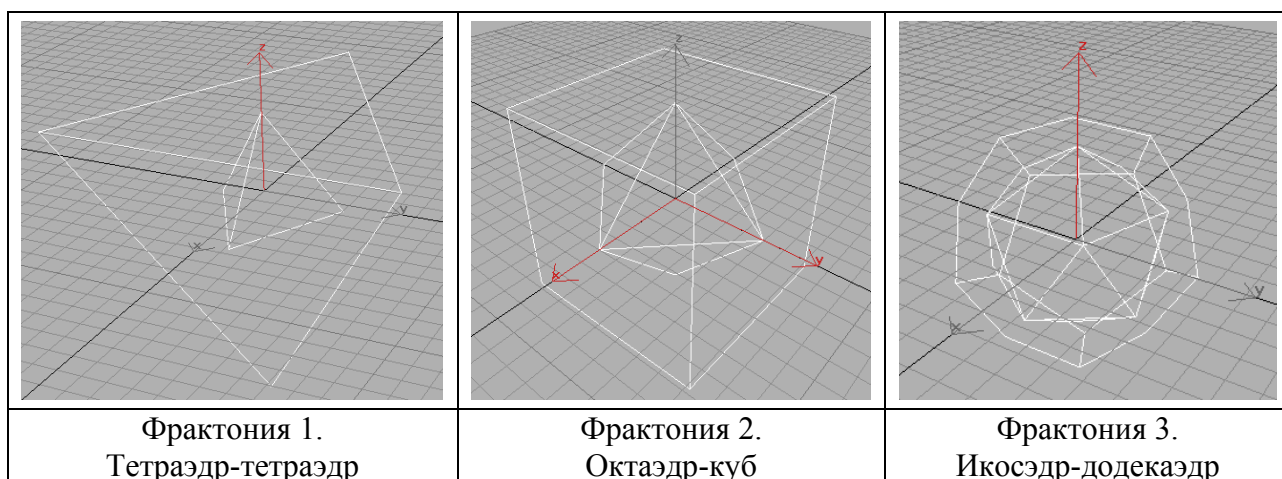 z
y
x
z
x
y
z
x
y
Фрактония 1.
Тетраэдр-тетраэдр
Фрактония 2.
Октаэдр-куб
Фрактония 3.
Икосэдр-додекаэдр